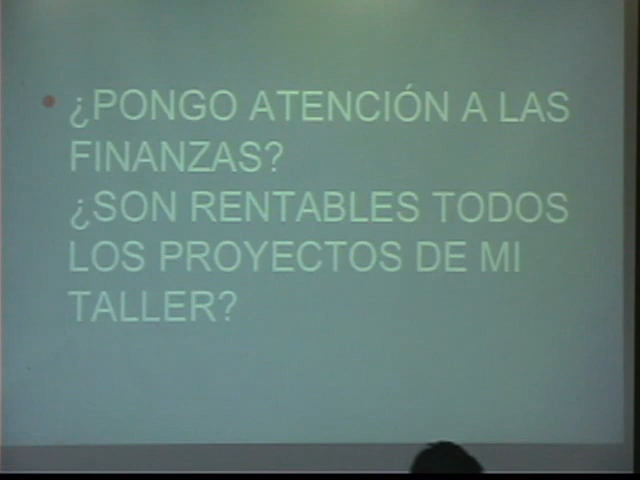 ¿PONGO ATENCIÓN A LAS
FINANZAS?
¿SON RENTABLES TODOS
LOS PROYECTOS DE MI
TALLER?